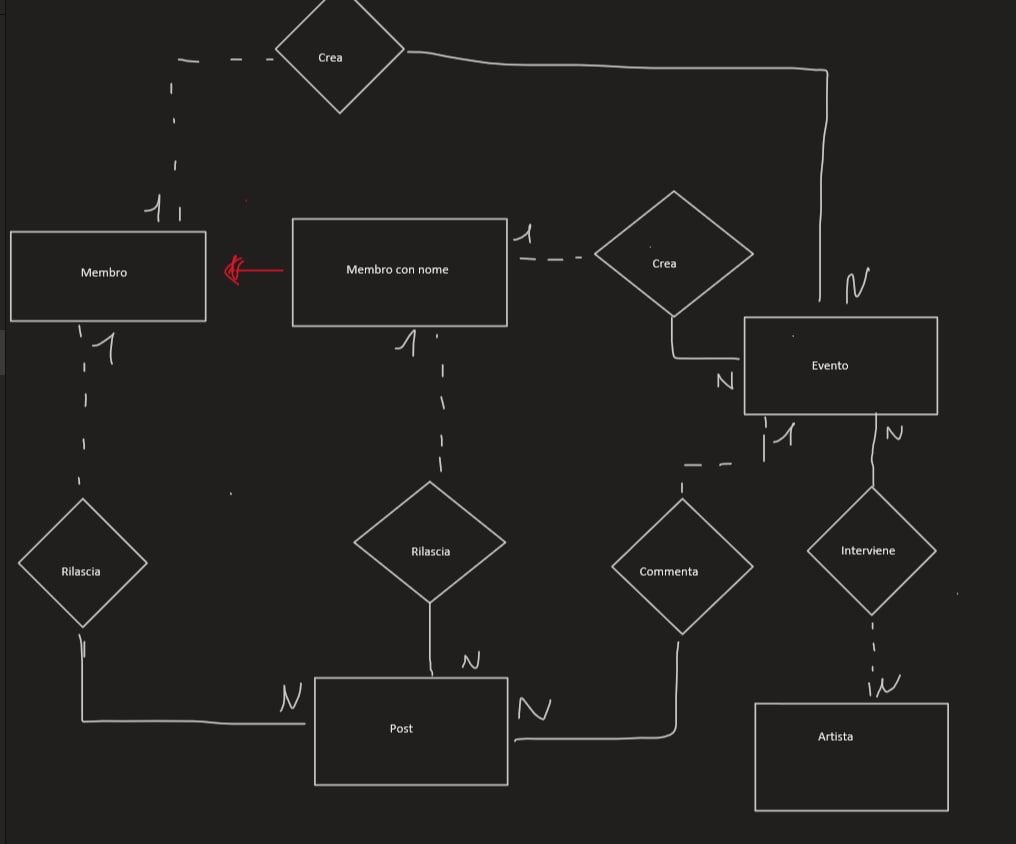 Crea
1
Membro
Membro con nome
1
Crea
N
Evento
1
1
N
1
N
Rilascia
Rilascia
Commenta
Interviene
N
N
N
N
Post
Artista